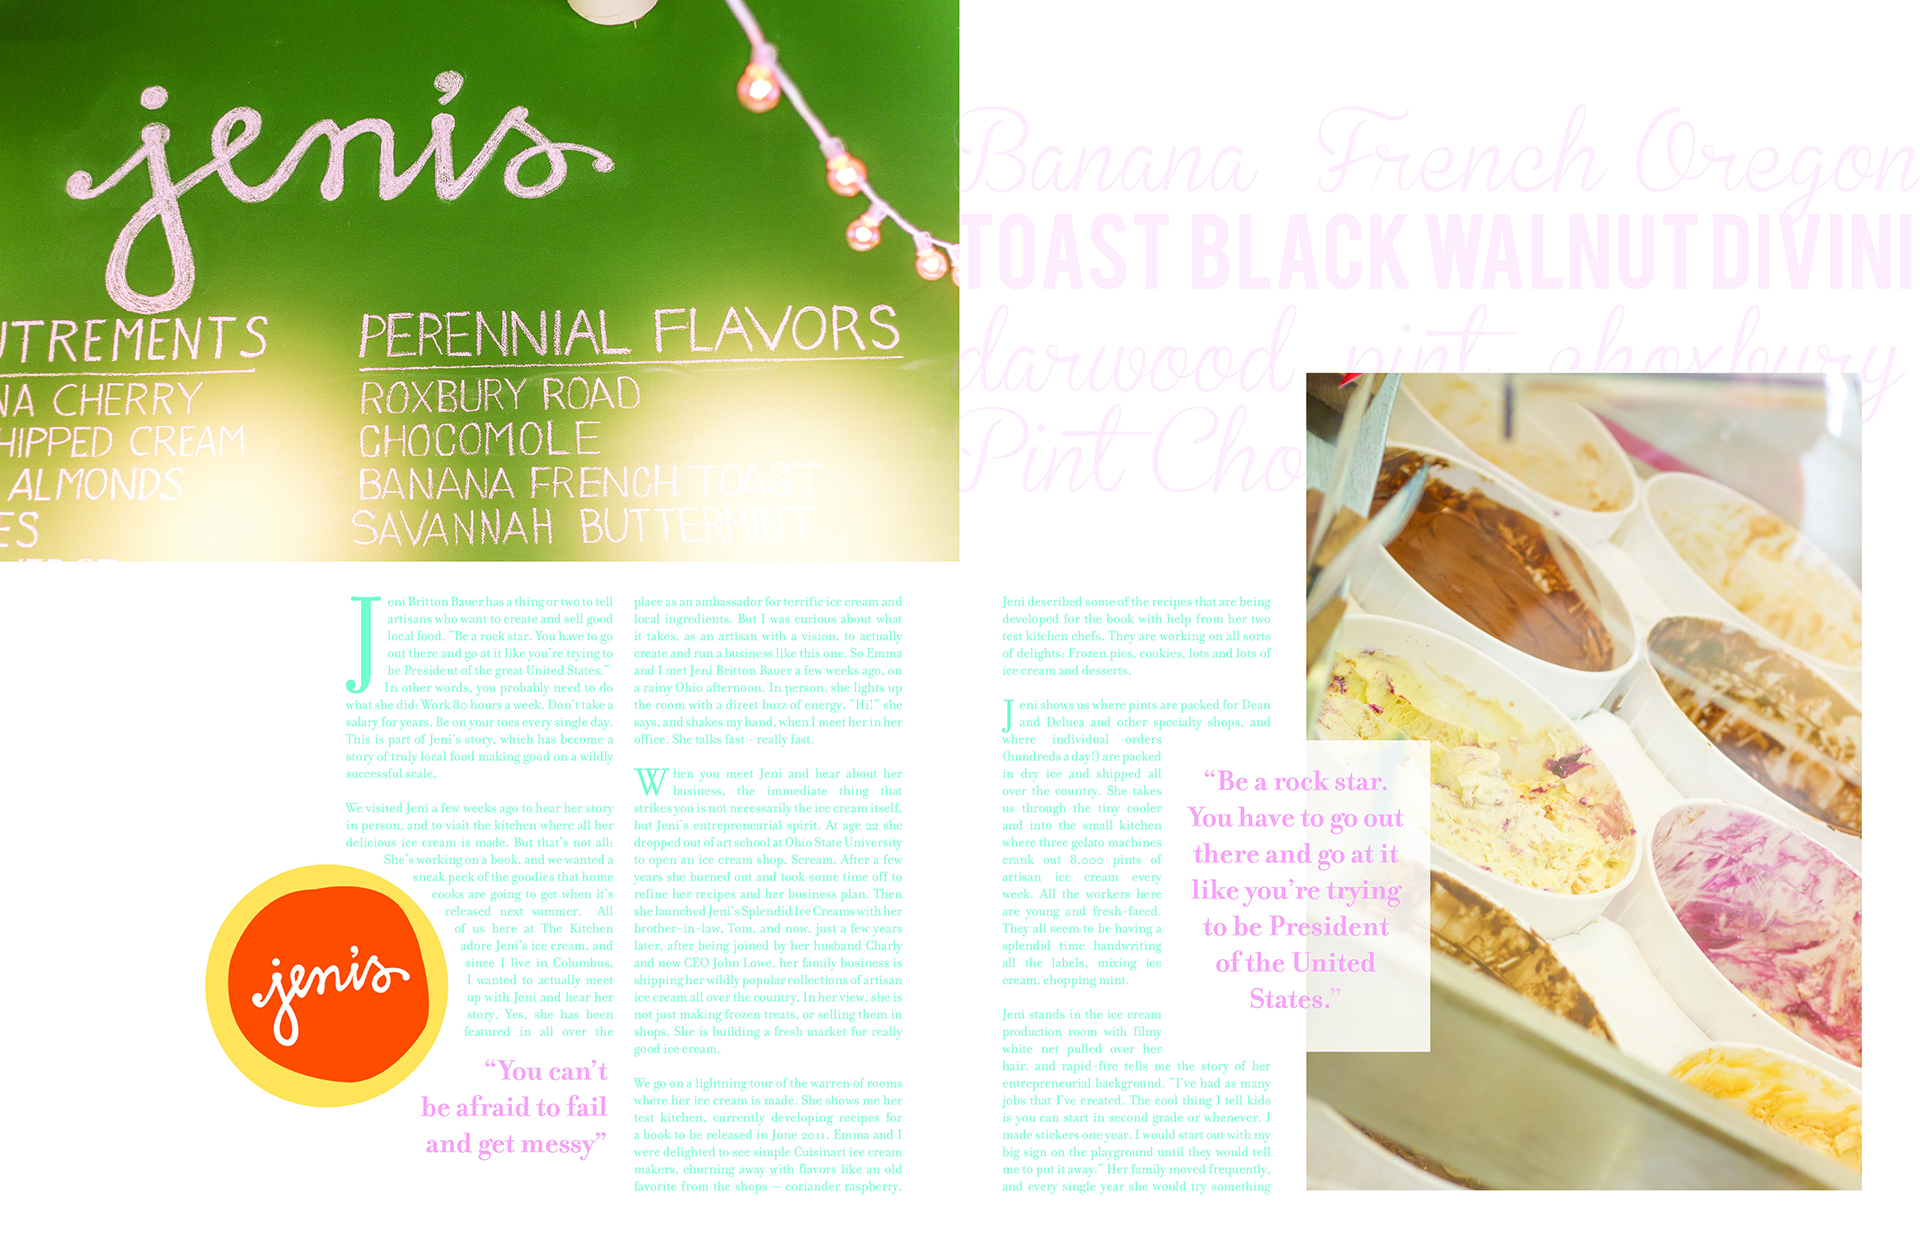 jeni's
UTREMENTS
NA CHERRY
HIPPED CREAM
ALMONDS
ES
PERENNIAL FLAVORS
ROXBURY ROAD
CHOCOMOLE
BANANA FRENCH TOAST
SAVANNAH BUTTERMINT
Banana French Oregon
TOAST BLACK WALNUT DIVINI
darwood pint choxbury
Pint Cho
Jeni Britton Bauer has a thing or two to tell
artisans who want to create and sell good
local food. "Be a rock star. You have to go
out there and go at it like you're trying to
be President of the great United States."
In other words, you probably need to do
what she did: Work 80 hours a week. Don't take a
salary for years. Be on your toes every single day.
This is part of Jeni's story, which has become a
story of truly local food making good on a wildly
successful scale.
We visited Jeni a few weeks ago to hear her story
in person, and to visit the kitchen where all her
delicious ice cream is made. But that's not all:
She's working on a book, and we wanted a
sneak peek of the goodies that home
cooks are going to get when it's
released next summer. All
of us here at The Kitchen
adore Jeni's ice cream, and
since I live in Columbus,
I wanted to actually meet
up with Jeni and hear her
story. Yes, she has been
featured in all over the
jeni's
“You can’t
be afraid to fail
and get messy”
place as an ambassador for terrific ice cream and
local ingredients. But I was curious about what
it takes, as an artisan with a vision, to actually
create and run a business like this one. So Emma
and I met Jeni Britton Bauer a few weeks ago, on
a rainy Ohio afternoon. In person, she lights up
the room with a direct buzz of energy. "Hi!" she
says, and shakes my hand, when I meet her in her
office. She talks fast - really fast.
When you meet Jeni and hear about her
business, the immediate thing that
strikes you is not necessarily the ice cream itself,
but Jeni's entrepreneurial spirit. At age 22 she
dropped out of art school at Ohio State University
to open an ice cream shop, Scream. After a few
years she burned out and took some time off to
refine her recipes and her business plan. Then
she launched Jeni's Splendid Ice Creams with her
brother-in-law, Tom, and now, just a few years
later, after being joined by her husband Charly
and new CEO John Lowe, her family business is
shipping her wildly popular collections of artisan
ice cream all over the country. In her view, she is
not just making frozen treats, or selling them in
shops. She is building a fresh market for really
good ice cream.
We go on a lightning tour of the warren of rooms
where her ice cream is made. She shows me her
test kitchen, currently developing recipes for
a book to be released in June 2011. Emma and I
were delighted to see simple Cuisinart ice cream
makers, churning away with flavors like an old
favorite from the shops — coriander raspberry.
Jeni described some of the recipes that are being
developed for the book with help from her two
test kitchen chefs. They are working on all sorts
of delights: Frozen pies, cookies, lots and lots of
ice cream and desserts.
Jeni shows us where pints are packed for Dean
and Deluca and other specialty shops, and
where individual orders
(hundreds a day!) are packed
in dry ice and shipped all
over the country. She takes
us through the tiny cooler
and into the small kitchen
where three gelato machines
crank out 8,000 pints of
artisan ice cream every
week. All the workers here
are young and fresh-faced.
They all seem to be having a
splendid time handwriting
all the labels, mixing ice
cream, chopping mint.
Jeni stands in the ice cream
production room with filmy
white net pulled over her
hair, and rapid-fire tells me the story of her
entrepreneurial background. "I've had as many
jobs that I've created. The cool thing I tell kids
is you can start in second grade or whenever. I
made stickers one year. I would start out with my
big sign on the playground until they would tell
me to put it away." Her family moved frequently,
and every single year she would try something
“Be a rock star.
You have to go out
there and go at it
like you’re trying
to be President
of the United
States.”